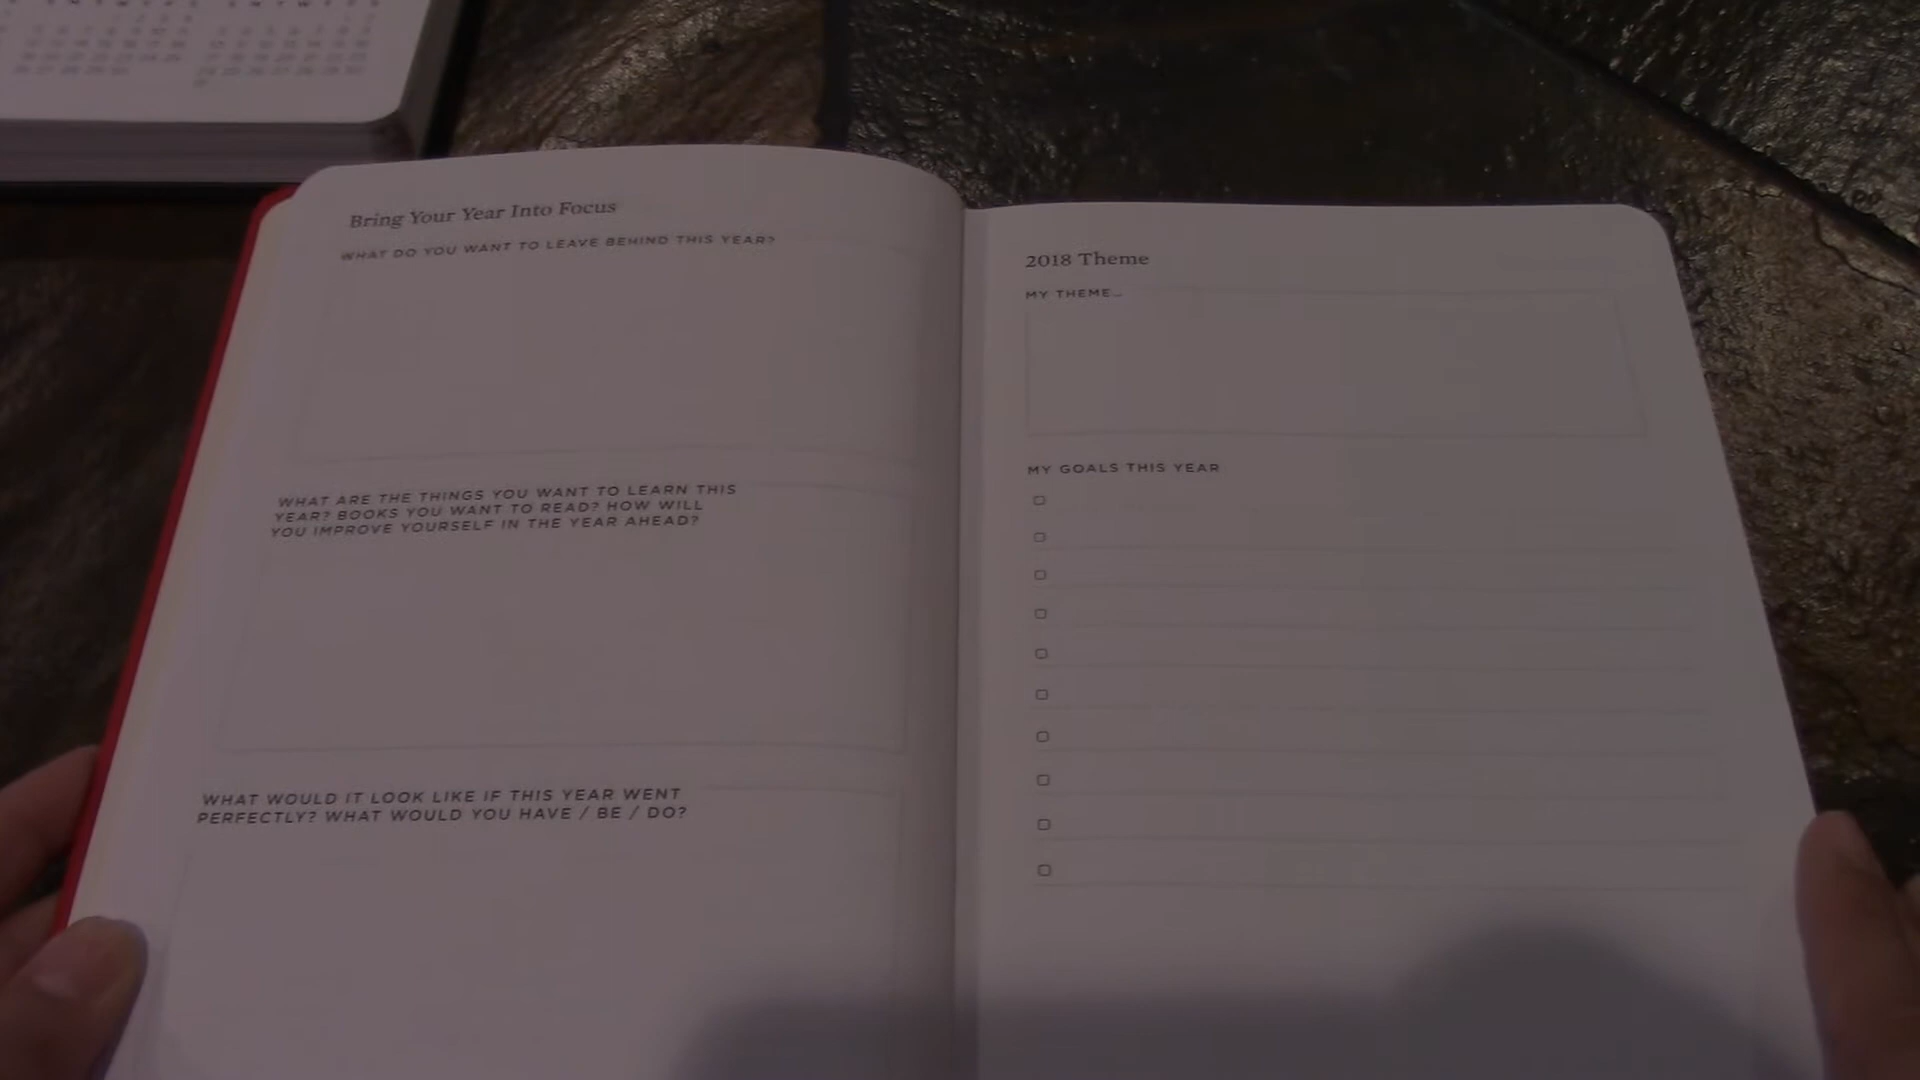 Bring Your Year Into Focus
WHAT DO YOU WANT TO LEAVE BEHIND THIS YEAR?
WHAT ARE THE THINGS YOU WANT TO LEARN THIS
YEAR? BOOKS YOU WANT TO READ? HOW WILL
YOU IMPROVE YOURSELF IN THE YEAR AHEAD?
WHAT WOULD IT LOOK LIKE IF THIS YEAR WENT
PERFECTLY? WHAT WOULD YOU HAVE / BE / DO?
2018 Theme
MY THEME...
MY GOALS THIS YEAR